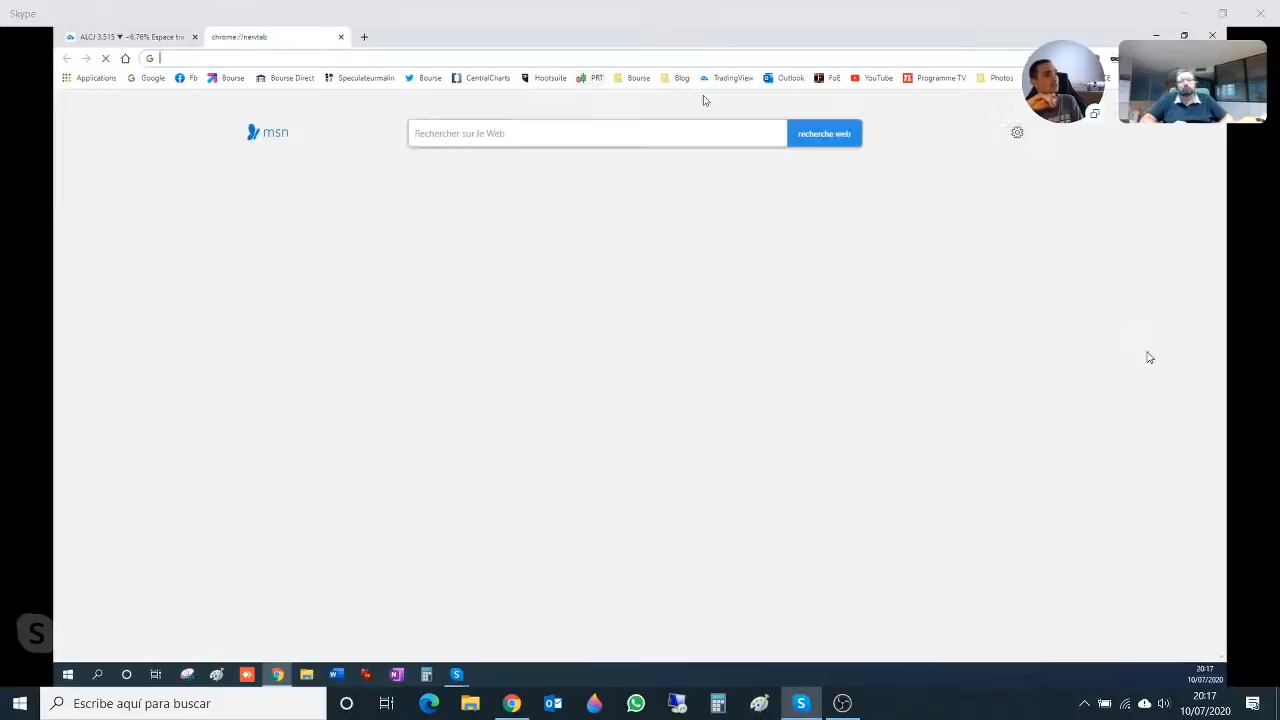 Skype
ALCJ 3.515 ▼ −6.76% Espace tra
chrome://newtab
G
Applications
Google
Fb
Bourse
Bourse Direct
Speculateurmalin
Bourse
CentralCharts
Hootsuite
PRT
Bourse
Blog
TradingView
Outlook
FoE
YouTube
Programme TV
Photos
msn
Rechercher sur le Web
recherche web
S
20:17
10/07/2020
Escribe aquí para buscar
20:17
10/07/2020